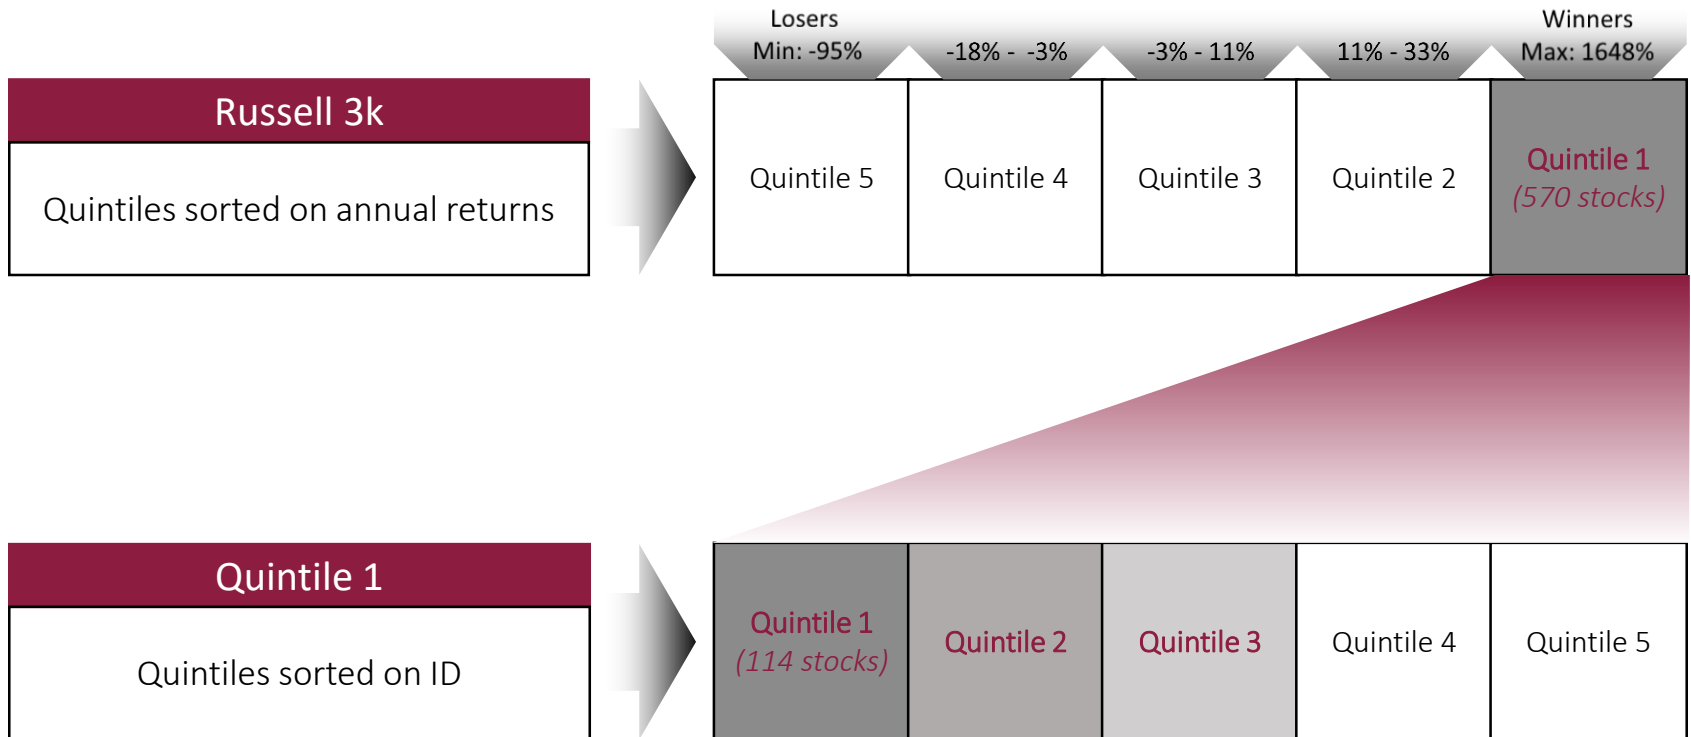 Losers
Min: -95%
-18% - -3%
-3% - 11%
11% - 33%
Winners
Max: 1648%
Russell 3k
Quintiles sorted on annual returns
Quintile 5
Quintile 4
Quintile 3
Quintile 2
Quintile 1
(570 stocks)
Quintile 1
Quintiles sorted on ID
Quintile 1
(114 stocks)
Quintile 2
Quintile 3
Quintile 4
Quintile 5